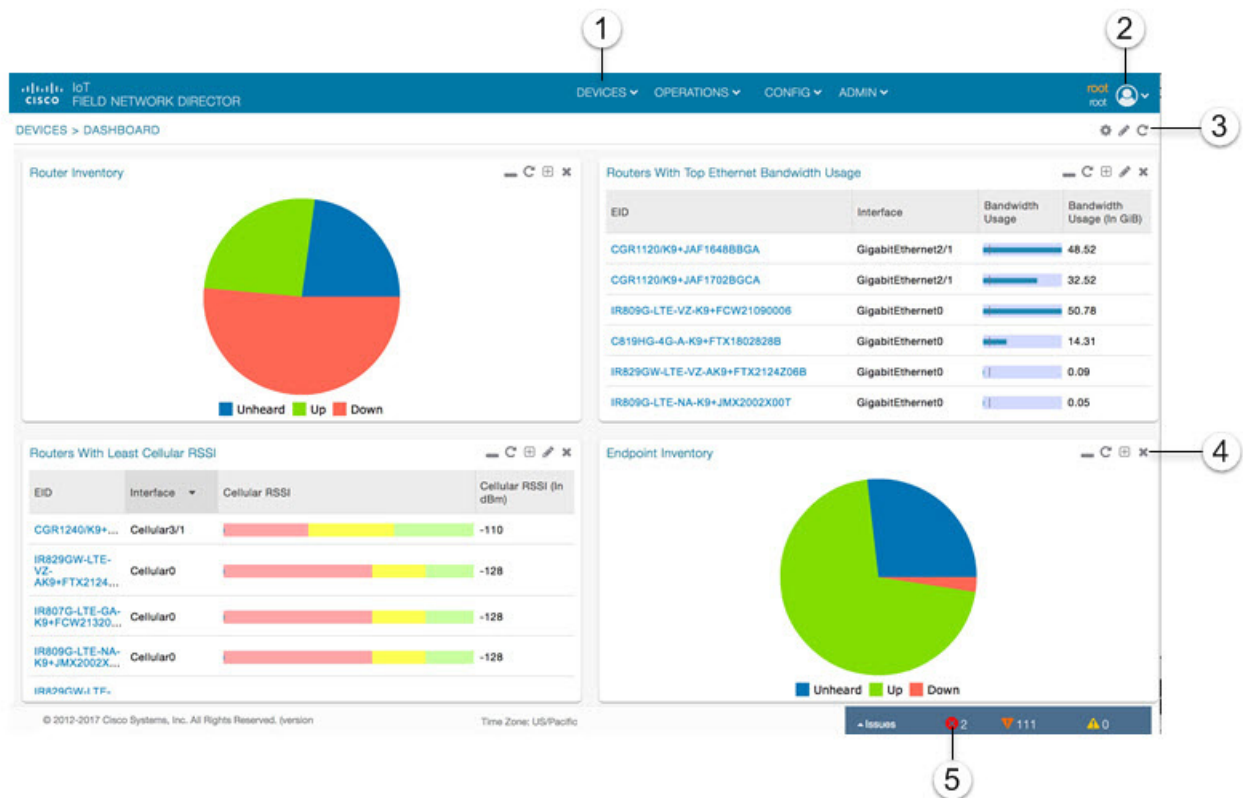 1
2
IoT
CISCO FIELD NETWORK DIRECTOR
DEVICES OPERATIONS CONFIG ADMIN
root
root
DEVICES > DASHBOARD
3
Router Inventory
Unheard Up Down
Routers With Top Ethernet Bandwidth Usage
EID Interface Bandwidth Usage Bandwidth Usage (In GiB)
CGR1120/K9+JAF1648BBGA GigabitEthernet2/1 48.52
CGR1120/K9+JAF1702BGCA GigabitEthernet2/1 32.52
IR809G-LTE-VZ-K9+FCW21090006 GigabitEthernet0 50.78
C819HG-4G-A-K9+FTX1802828B GigabitEthernet0 14.31
IR829GW-LTE-VZ-AK9+FTX2124Z06B GigabitEthernet0 0.09
IR809G-LTE-NA-K9+JMX2002X00T GigabitEthernet0 0.05
Routers With Least Cellular RSSI
EID Interface Cellular RSSI Cellular RSSI (In dBm)
CGR1240/K9+... Cellular3/1 -110
IR829GW-LTE-
VZ-
AK9+FTX2124... Cellular0 -128
IR807G-LTE-GA-
K9+FCW21320... Cellular0 -128
IR809G-LTE-NA-
K9+JMX2002X... Cellular0 -128
IR829GW-LTE-
Endpoint Inventory
4
Unheard Up Down
© 2012-2017 Cisco Systems, Inc. All Rights Reserved. (version
Time Zone: US/Pacific
Issues 2 111 0
5